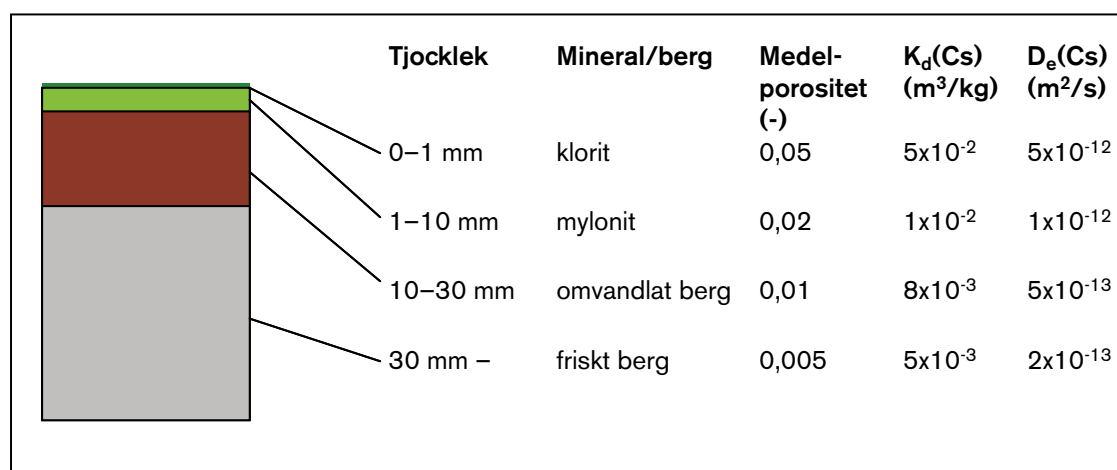 Tjocklek Mineral/berg Medel- K_d(Cs) D_e(Cs)
porositet (m³/kg) (m²/s)
(-)
0–1 mm klorit 0,05 5x10⁻² 5x10⁻¹²
1–10 mm mylonit 0,02 1x10⁻² 1x10⁻¹²
10–30 mm omvandlat berg 0,01 8x10⁻³ 5x10⁻¹³
30 mm – friskt berg 0,005 5x10⁻³ 2x10⁻¹³